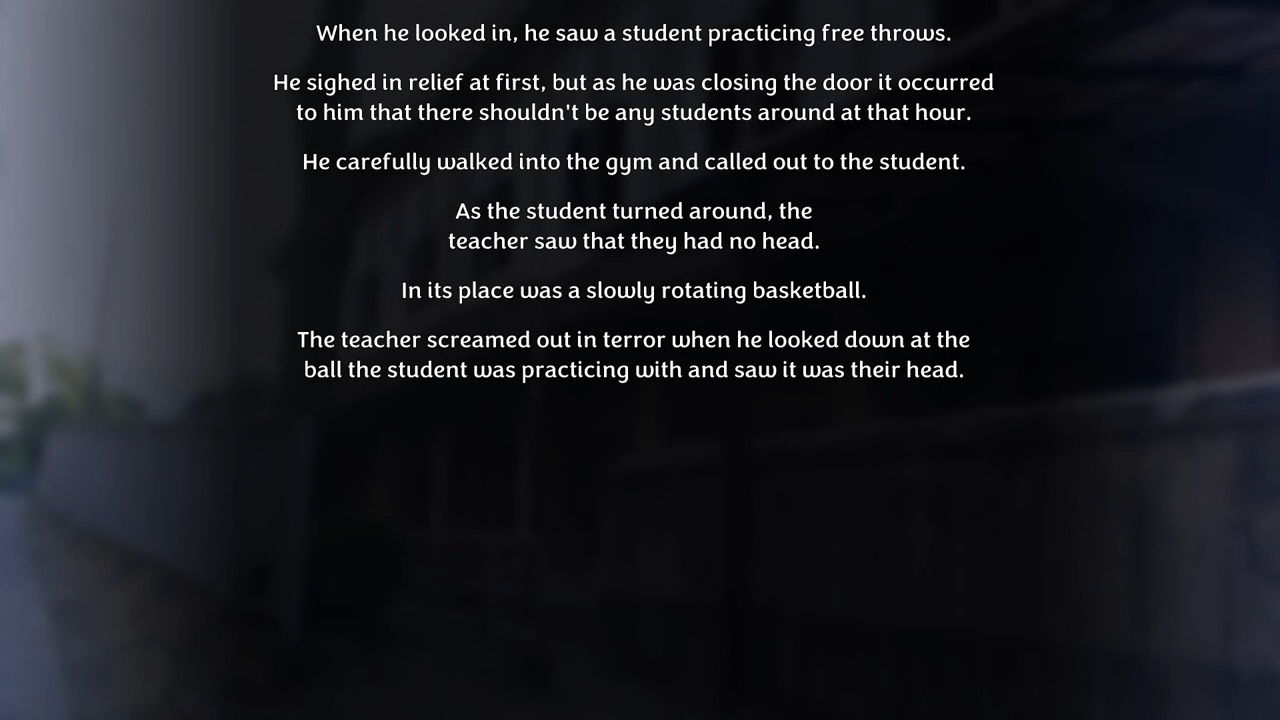 When he looked in, he saw a student practicing free throws.
He sighed in relief at first, but as he was closing the door it occurred
to him that there shouldn't be any students around at that hour.
He carefully walked into the gym and called out to the student.
As the student turned around, the
teacher saw that they had no head.
In its place was a slowly rotating basketball.
The teacher screamed out in terror when he looked down at the
ball the student was practicing with and saw it was their head.